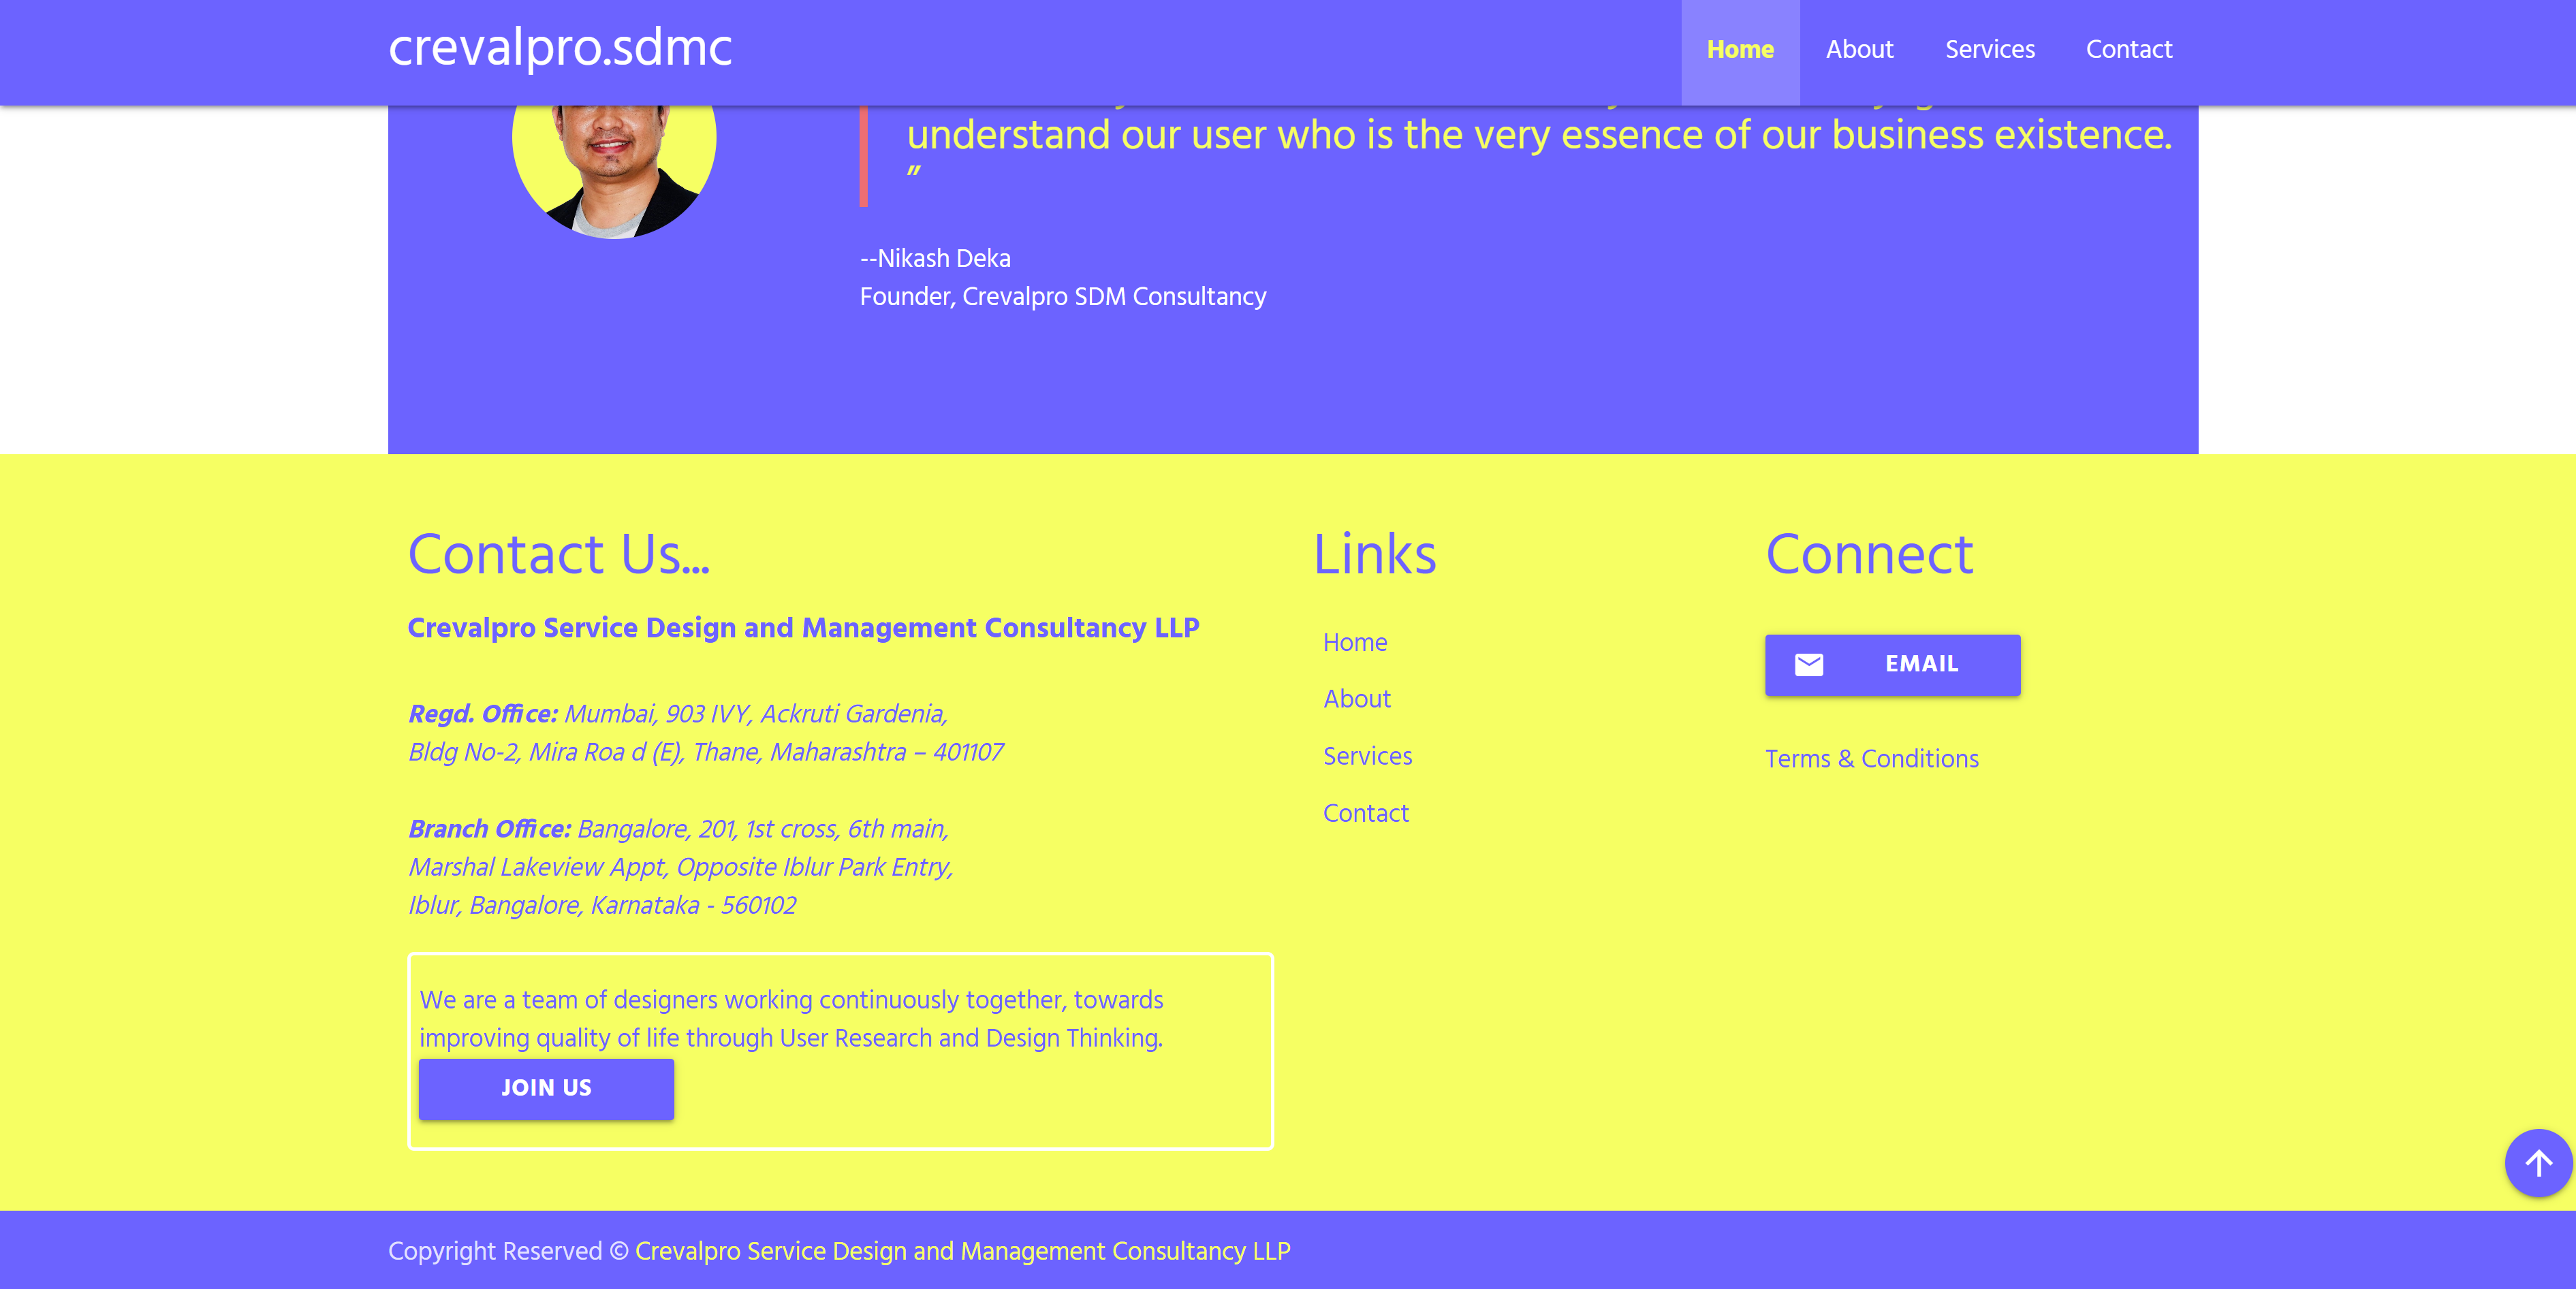 crevalpro.sdmc
Home About Services Contact
understand our user who is the very essence of our business existence.
”
--Nikash Deka
Founder, Crevalpro SDM Consultancy
Contact Us...
Crevalpro Service Design and Management Consultancy LLP
Regd. Office: Mumbai, 903 IVY, Ackruti Gardenia,
Bldg No-2, Mira Roa d (E), Thane, Maharashtra – 401107
Branch Office: Bangalore, 201, 1st cross, 6th main,
Marshal Lakeview Appt, Opposite Iblur Park Entry,
Iblur, Bangalore, Karnataka - 560102
We are a team of designers working continuously together, towards
improving quality of life through User Research and Design Thinking.
JOIN US
Links
Home
About
Services
Contact
Connect
EMAIL
Terms & Conditions
Copyright Reserved © Crevalpro Service Design and Management Consultancy LLP